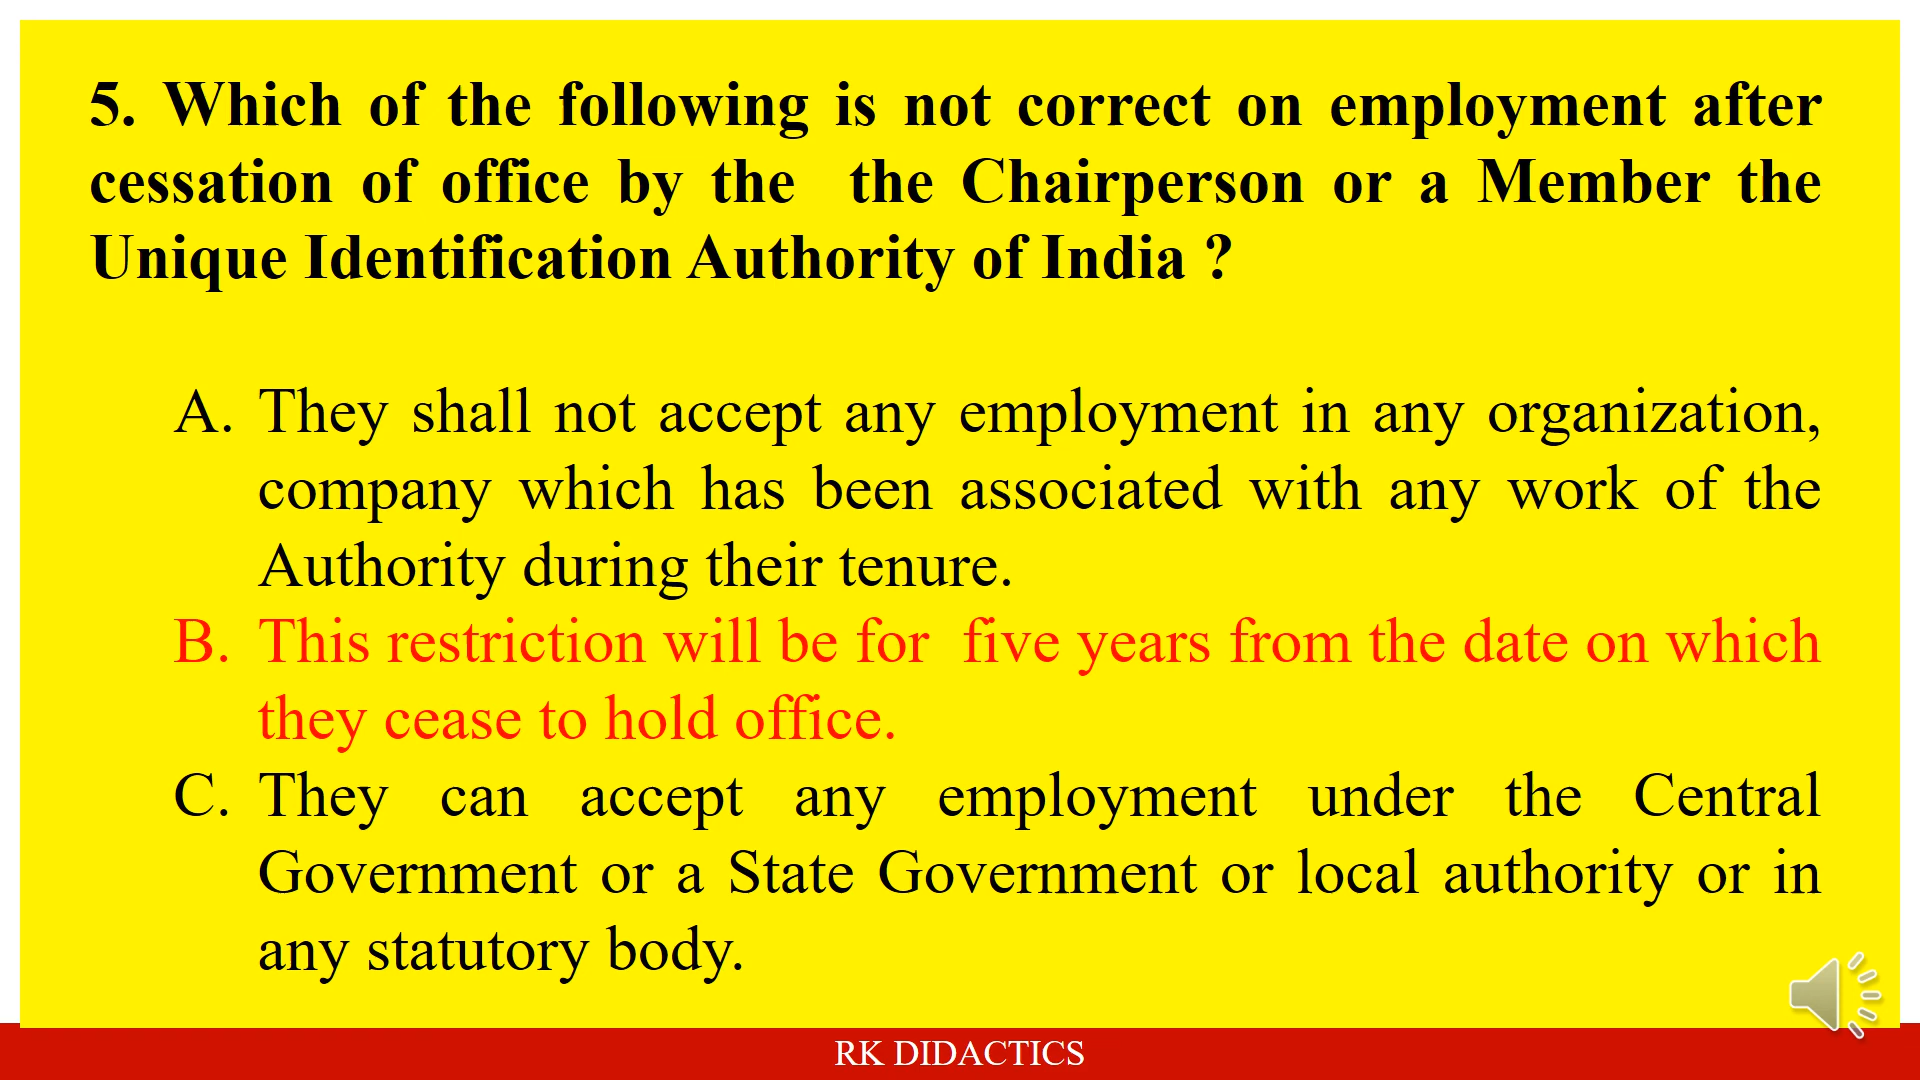 5. Which of the following is not correct on employment after
cessation of office by the the Chairperson or a Member the
Unique Identification Authority of India ?
A. They shall not accept any employment in any organization,
company which has been associated with any work of the
Authority during their tenure.
B. This restriction will be for five years from the date on which
they cease to hold office.
C. They can accept any employment under the Central
Government or a State Government or local authority or in
any statutory body.
RK DIDACTICS